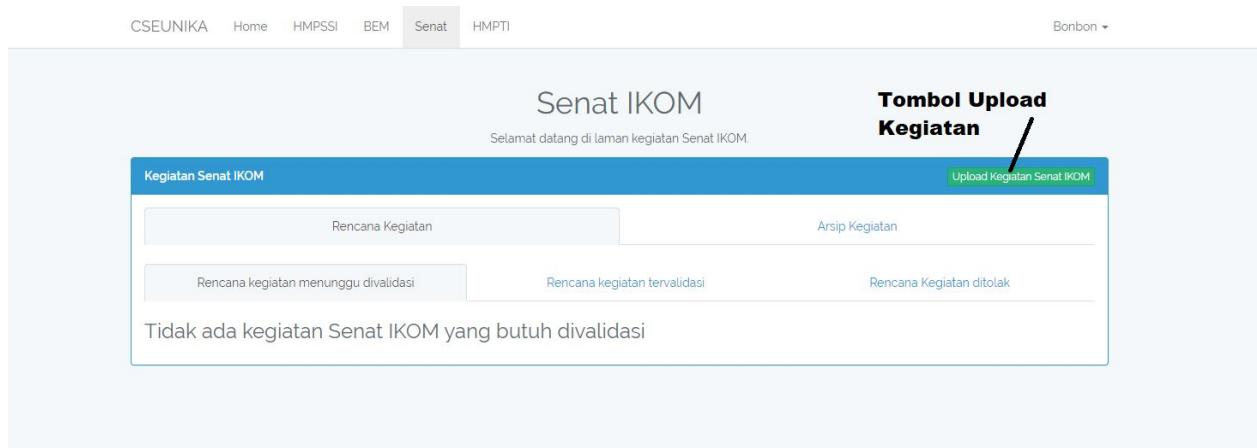 CSEUNIKA Home HMPSSI BEM Senat HMPTI Bonbon
Senat IKOM
Selamat datang di laman kegiatan Senat IKOM.
Tombol Upload
Kegiatan
Kegiatan Senat IKOM Upload Kegiatan Senat IKOM
Rencana Kegiatan Arsip Kegiatan
Rencana kegiatan menunggu divalidasi Rencana kegiatan tervalidasi Rencana Kegiatan ditolak
Tidak ada kegiatan Senat IKOM yang butuh divalidasi